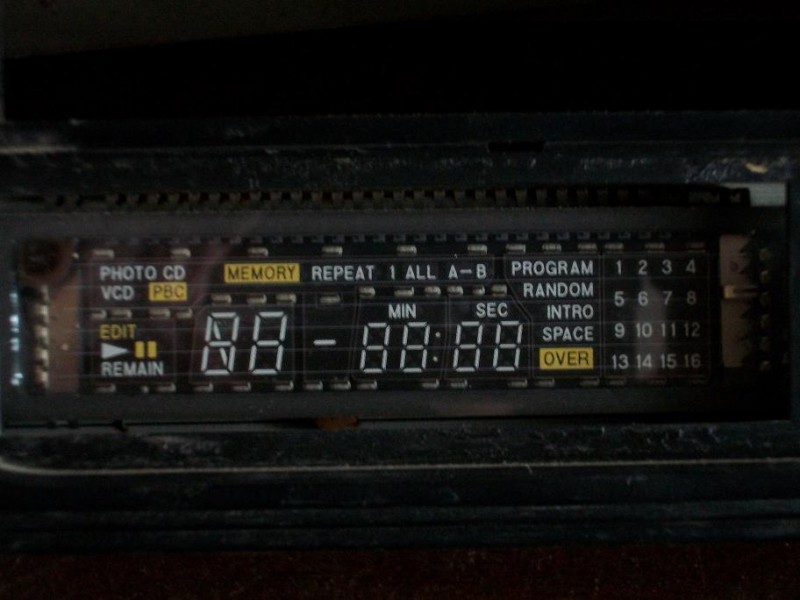 PHOTO CD MEMORY REPEAT 1 ALL A-B PROGRAM 1 2 3 4
VCD PBC RANDOM
MIN SEC INTRO 5 6 7 8
EDIT SPACE 9 10 11 12
88 - 88:88
REMAIN OVER 13 14 15 16